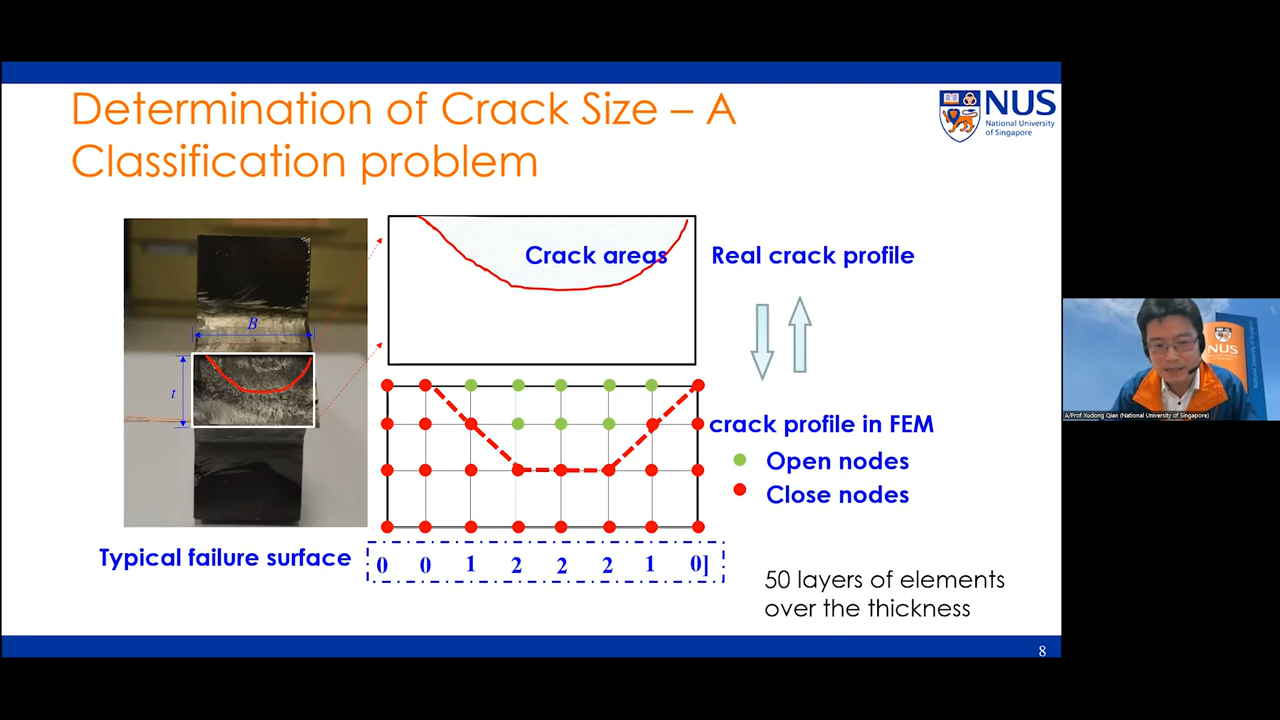 Determination of Crack Size – A
Classification problem
NUS
National University
of Singapore
B
t
Crack areas
Real crack profile
crack profile in FEM
Open nodes
Close nodes
Typical failure surface
0 0 1 2 2 2 1 0]
50 layers of elements
over the thickness
8
NUS
A/Prof Xudong Qian (National University of Singapore)